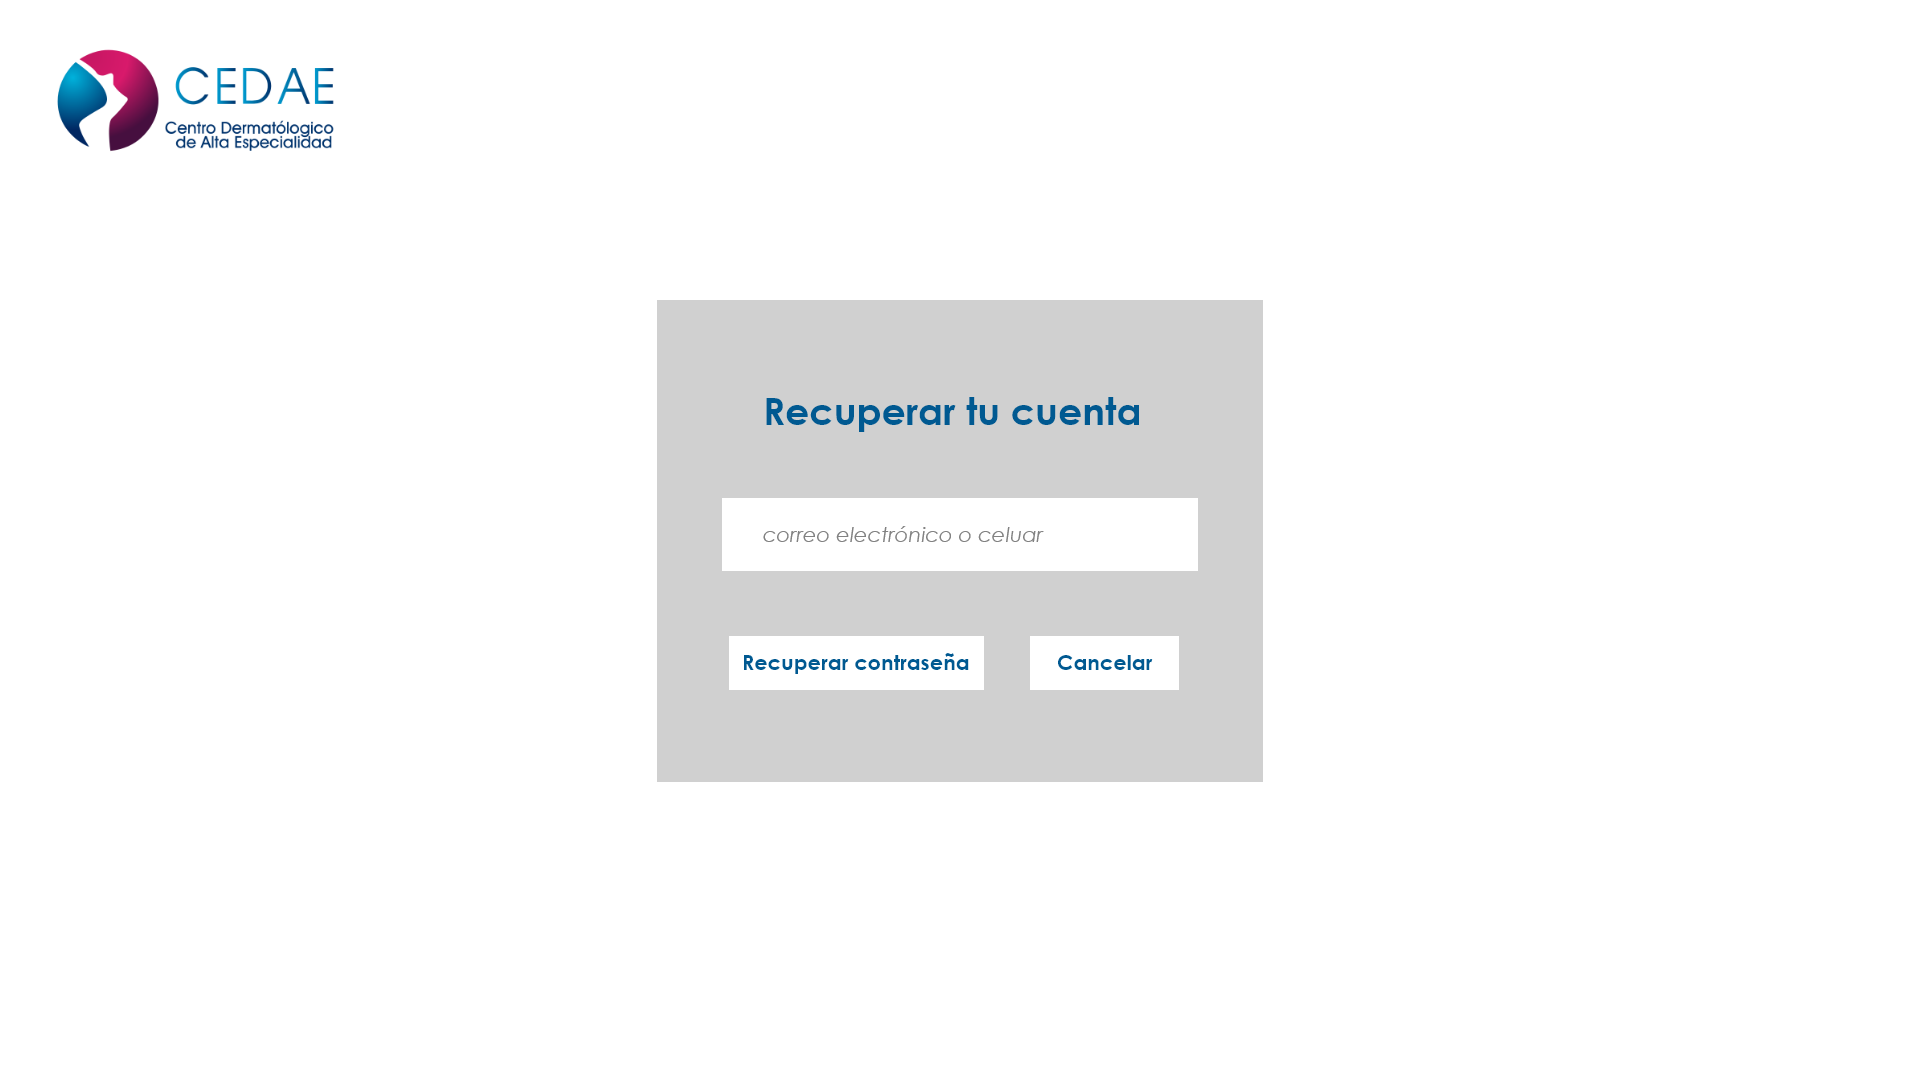 CEDAE
Centro Dermatólogico
de Alta Especialidad
Recuperar tu cuenta
correo electrónico o celuar
Recuperar contraseña
Cancelar